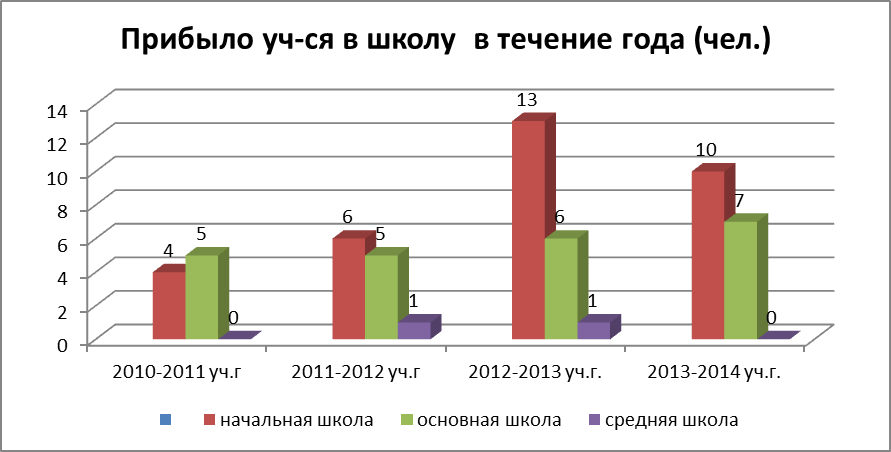 Прибыло уч-ся в школу  в течение года (чел.)
14
12
10
8
6
4
2
0
4
5
0
6
5
1
13
6
1
10
7
0
2010-2011 уч.г
2011-2012 уч.г
2012-2013 уч.г.
2013-2014 уч.г.
начальная школа
основная школа
средняя школа